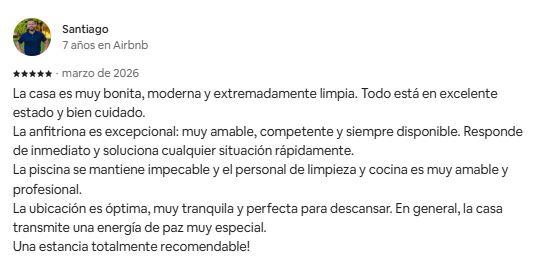 Santiago
7 años en Airbnb
★★★★★ · marzo de 2026
La casa es muy bonita, moderna y extremadamente limpia. Todo está en excelente
estado y bien cuidado.
La anfitriona es excepcional: muy amable, competente y siempre disponible. Responde
de inmediato y soluciona cualquier situación rápidamente.
La piscina se mantiene impecable y el personal de limpieza y cocina es muy amable y
profesional.
La ubicación es óptima, muy tranquila y perfecta para descansar. En general, la casa
transmite una energía de paz muy especial.
Una estancia totalmente recomendable!